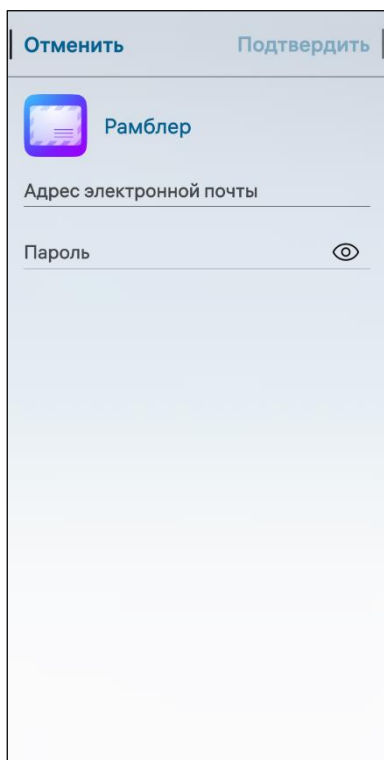 Отменить Подтвердить
Рамблер
Адрес электронной почты
Пароль